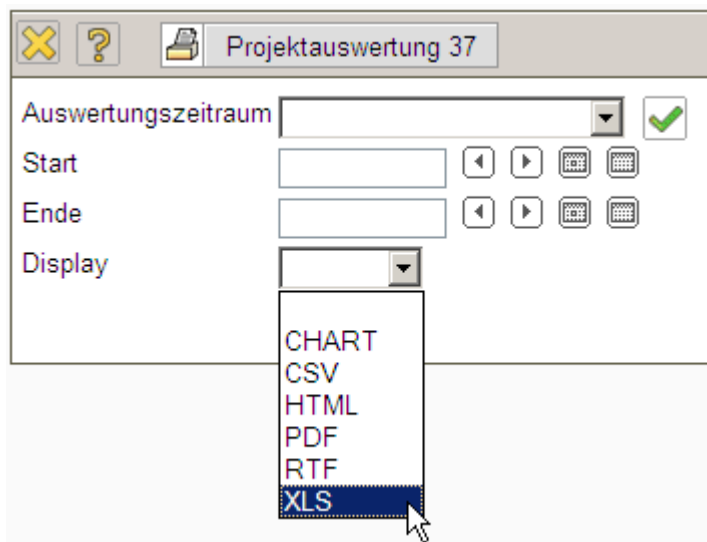 Projektauswertung 37
Auswertungszeitraum
Start
Ende
Display
CHART
CSV
HTML
PDF
RTF
XLS